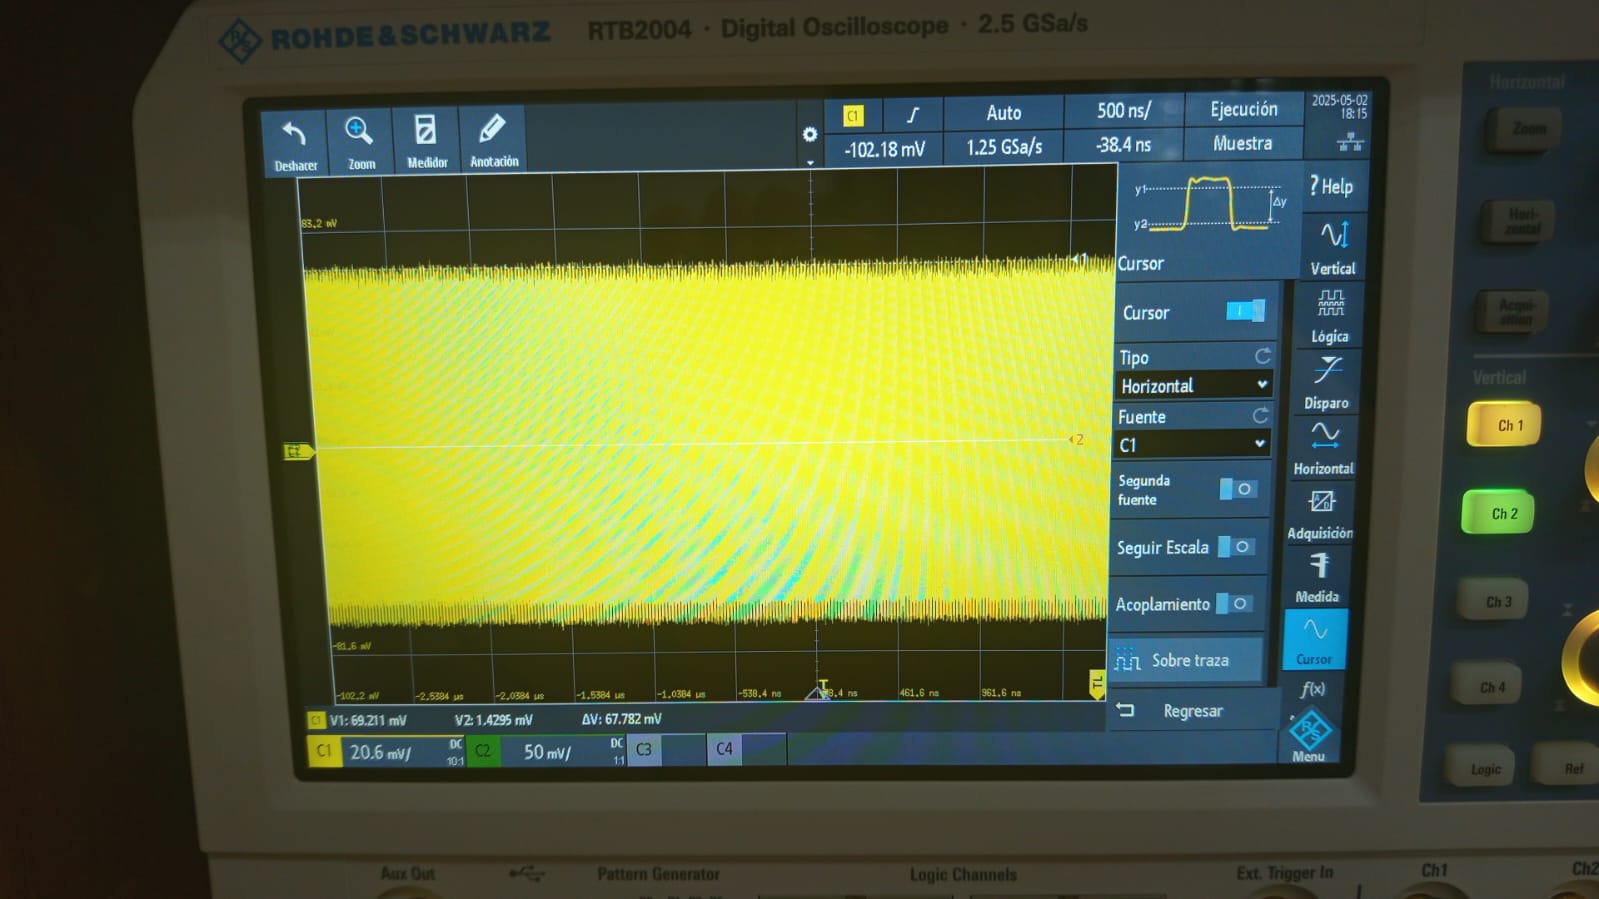 ROHDE&SCHWARZ RTB2004 · Digital Oscilloscope · 2.5 GSa/s
Deshacer Zoom Medidor Anotación
C1 Auto 500 ns/ Ejecución 2025-05-02
-102.18 mV 1.25 GSa/s -38.4 ns Muestra 18:15
83.2 mV
-81.6 mV
-102.2 mV -2.5384 µs -2.0384 µs -1.5384 µs -1.0384 µs -538.4 ns 461.6 ns 961.6 ns
T
TL
1
2
y1
y2
Δy
Cursor
Cursor
Tipo
Horizontal
Fuente
C1
Segunda
fuente
Seguir Escala
Acoplamiento
Sobre traza
Regresar
? Help
Vertical
Lógica
Disparo
Horizontal
Adquisición
Medida
Cursor
f(x)
Menu
C1 V1: 69.211 mV V2: 1.4295 mV ΔV: 67.782 mV
C1 20.6 mV/ DC 10:1 C2 50 mV/ DC 1:1 C3 C4
Horizontal
Zoom
Hori-
zontal
Acqui-
sition
Vertical
Ch 1
Ch 2
Ch 3
Ch 4
Logic Ref
Aux Out Pattern Generator Logic Channels Ext. Trigger In Ch1 Ch2